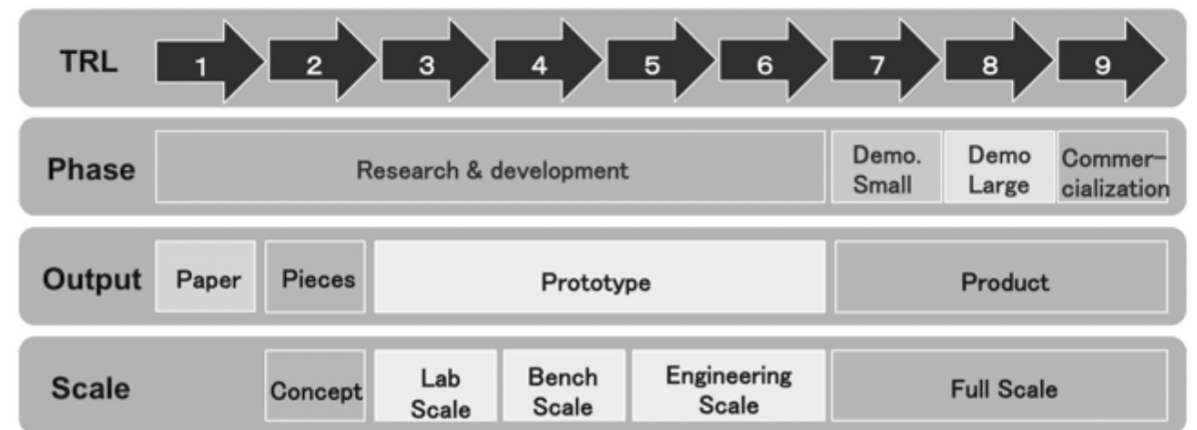 TRL 1 2 3 4 5 6 7 8 9
Phase Research & development Demo. Demo Commer-
Small Large cialization
Output Paper Pieces Prototype Product
Scale Concept Lab Bench Engineering Full Scale
Scale Scale Scale